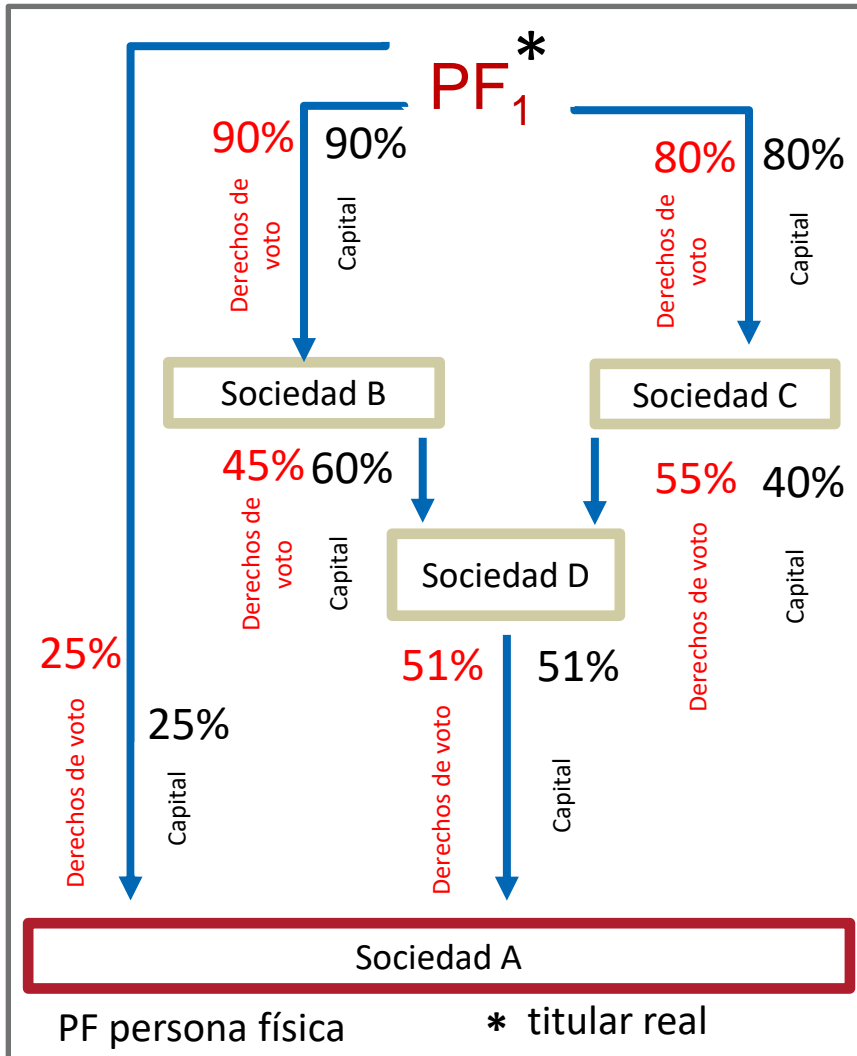 PF1*
90%
90%
Derechos de
voto
Capital
80%
80%
Derechos de
voto
Capital
Sociedad B
Sociedad C
45%
60%
Derechos de
voto
Capital
55%
40%
Derechos de voto
Capital
Sociedad D
25%
25%
Derechos de voto
Capital
51%
51%
Derechos de voto
Capital
Sociedad A
PF persona física
* titular real